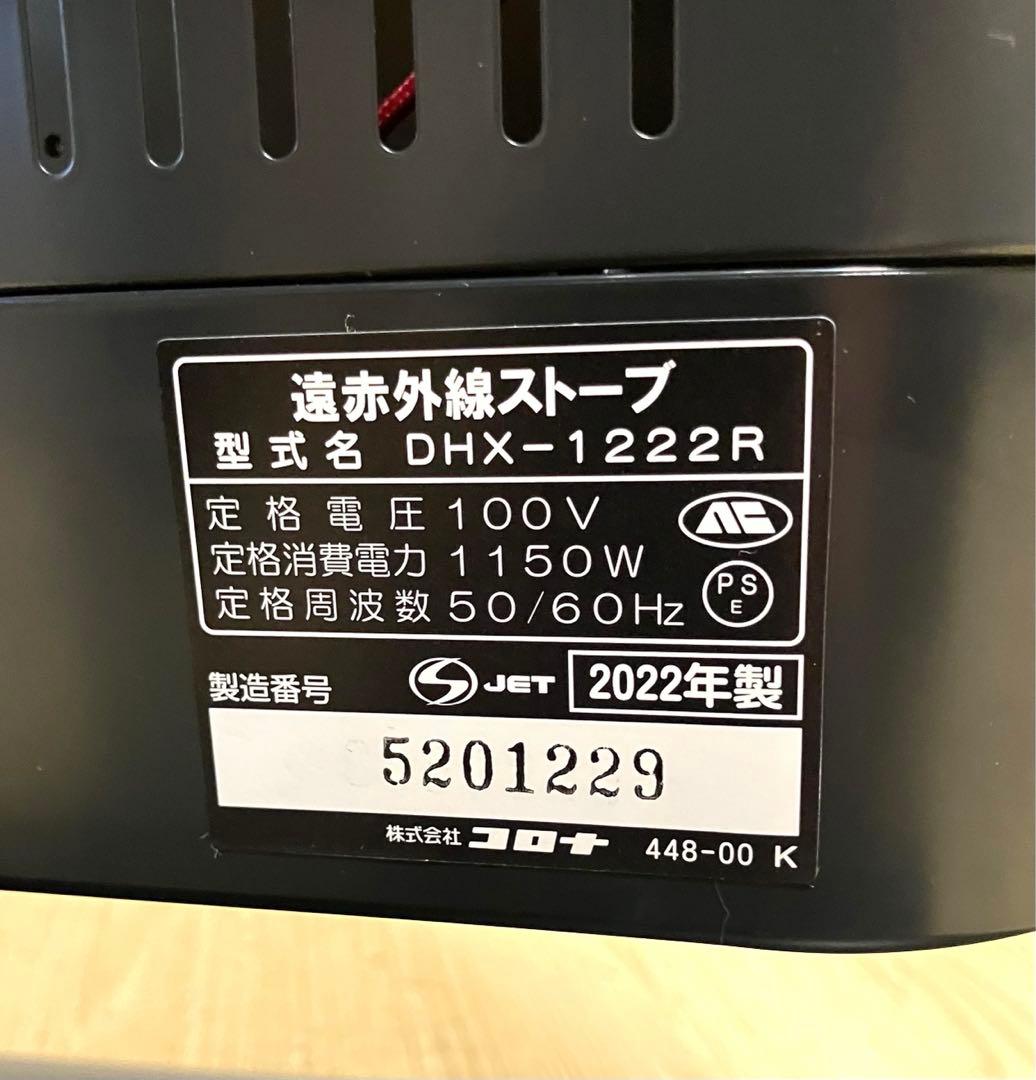 遠赤外線ストーブ
型式名 DHX-1222R
定格電圧 100V
定格消費電力 1150W
定格周波数 50/60Hz
PS
E
製造番号 S JET 2022年製
5201229
株式会社 コロナ 448-00 K